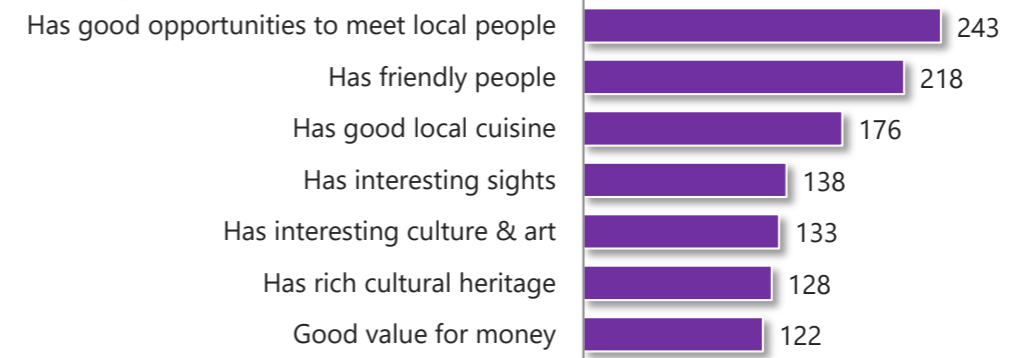 Has good opportunities to meet local people 243
Has friendly people 218
Has good local cuisine 176
Has interesting sights 138
Has interesting culture & art 133
Has rich cultural heritage 128
Good value for money 122